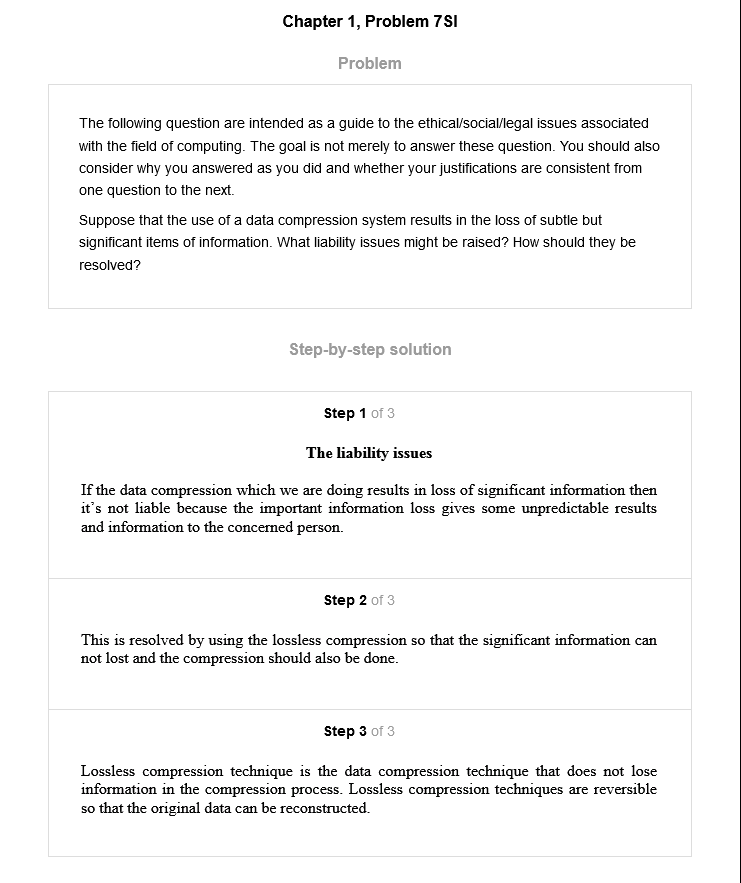 Chapter 1, Problem 7SI
Problem
The following question are intended as a guide to the ethical/social/legal issues associated
with the field of computing. The goal is not merely to answer these question. You should also
consider why you answered as you did and whether your justifications are consistent from
one question to the next.
Suppose that the use of a data compression system results in the loss of subtle but
significant items of information. What liability issues might be raised? How should they be
resolved?
Step-by-step solution
Step 1 of 3
The liability issues
If the data compression which we are doing results in loss of significant information then
it's not liable because the important information loss gives some unpredictable results
and information to the concerned person.
Step 2 of 3
This is resolved by using the lossless compression so that the significant information can
not lost and the compression should also be done.
Step 3 of 3
Lossless compression technique is the data compression technique that does not lose
information in the compression process. Lossless compression techniques are reversible
so that the original data can be reconstructed.